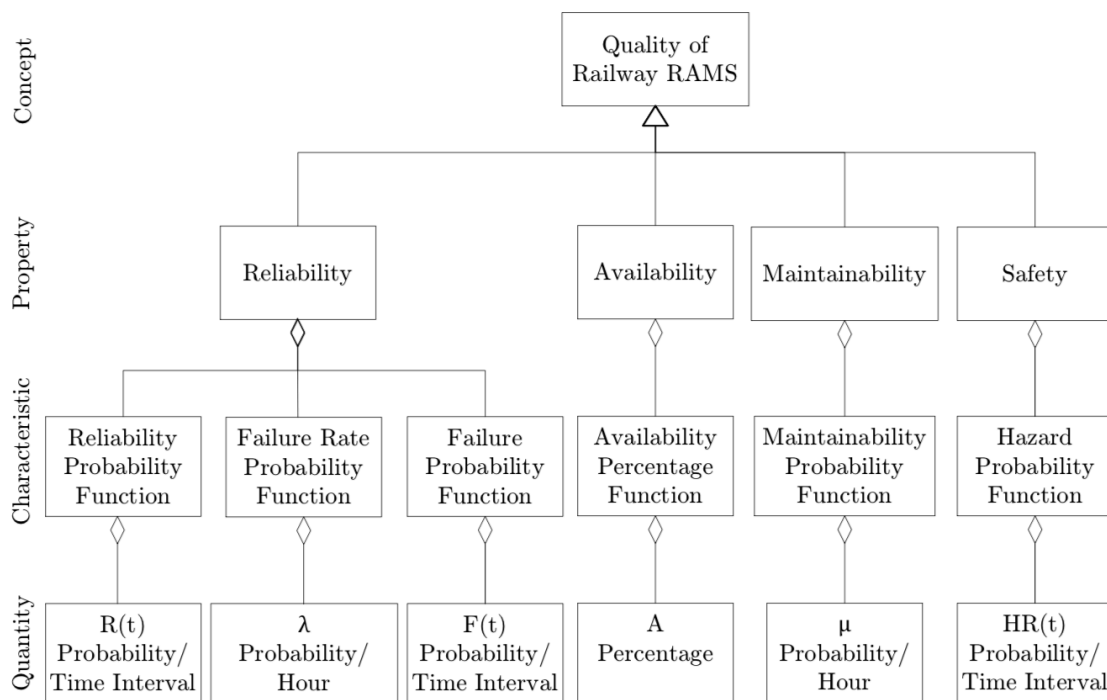 Concept
Quality of
Railway RAMS
Property
Reliability
Availability
Maintainability
Safety
Characteristic
Reliability
Probability
Function
Failure Rate
Probability
Function
Failure
Probability
Function
Availability
Percentage
Function
Maintainability
Probability
Function
Hazard
Probability
Function
Quantity
R(t)
Probability/
Time Interval
λ
Probability/
Hour
F(t)
Probability/
Time Interval
A
Percentage
μ
Probability/
Hour
HR(t)
Probability/
Time Interval